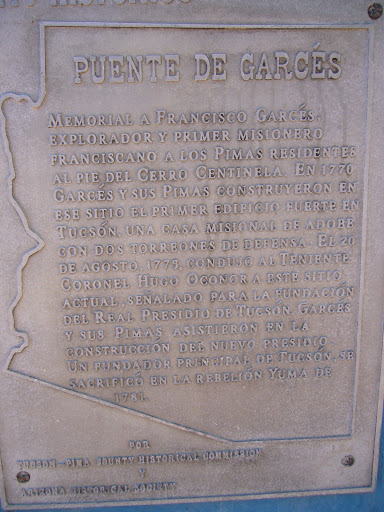 HISTORICO
PUENTE DE GARCÉS
MEMORIAL A FRANCISCO GARCÉS,
EXPLORADOR Y PRIMER MISIONERO
FRANCISCANO A LOS PIMAS RESIDENTES
AL PIE DEL CERRO CENTINELA. EN 1770
GARCÉS Y SUS PIMAS CONSTRUYERON EN
ESE SITIO EL PRIMER EDIFICIO FUERTE EN
TUCSÓN, UNA CASA MISIONAL DE ADOBE
CON DOS TORREONES DE DEFENSA. EL 20
DE AGOSTO, 1775, CONDUJO AL TENIENTE
CORONEL HUGO OCONOR A ESTE SITIO
ACTUAL, SEÑALADO PARA LA FUNDACIÓN
DEL REAL PRESIDIO DE TUCSON. GARCÉS
Y SUS PIMAS ASISTIERON EN LA
CONSTRUCCIÓN DEL NUEVO PRESIDIO
UN FUNDADOR PRINCIPAL DE TUCSON, SE
SACRIFICÓ EN LA REBELIÓN YUMA DE
1781.
POR
TUCSON-PIMA COUNTY HISTORICAL COMMISSION
Y
ARIZONA HISTORICAL SOCIETY